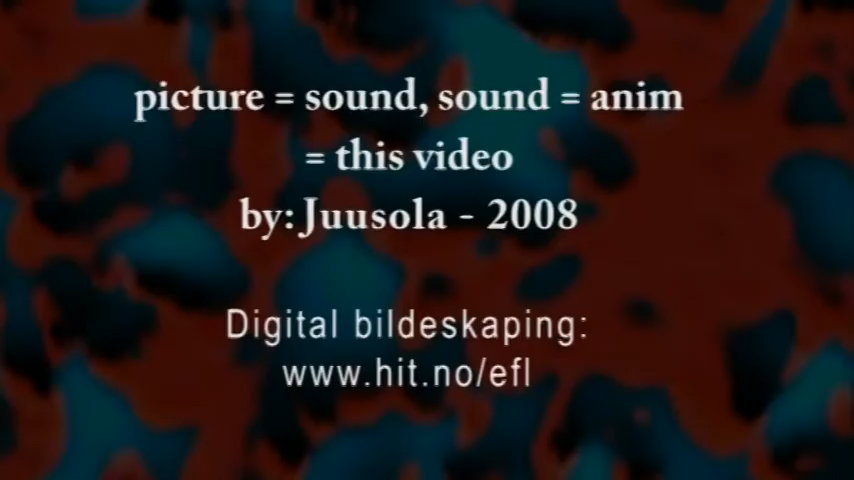 picture = sound, sound = anim
= this video
by: Juusola - 2008
Digital bildeskaping:
www.hit.no/efl